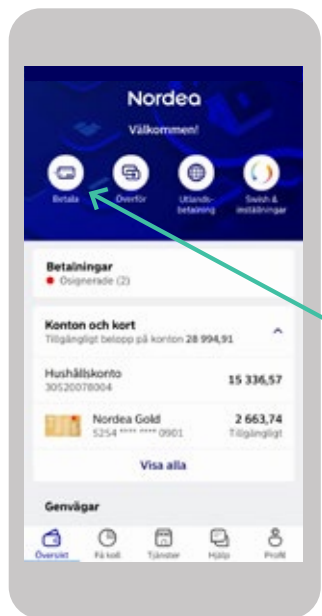 Nordea
Välkommen!
Betala
Överför
Utlands-
betalning
Swish &
inställningar
Betalningar
Osignerade (2)
Konton och kort
Tillgängligt belopp på konton 28 994,91
Hushållskonto
15 336,57
30520078004
Nordea Gold
2 663,74
5254 **** **** 0901
Tillgängligt
Visa alla
Genvägar
Översikt
Få koll
Tjänster
Hjälp
Profil